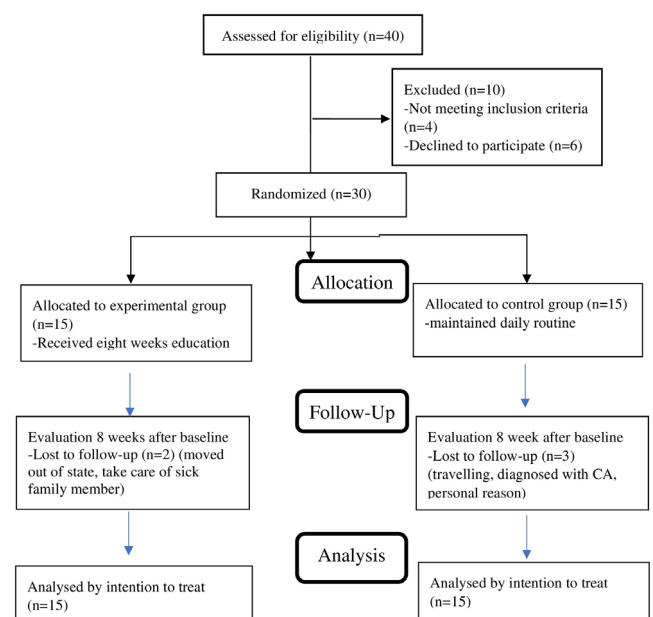 Assessed for eligibility (n=40)
Excluded (n=10)
-Not meeting inclusion criteria
(n=4)
-Declined to participate (n=6)
Randomized (n=30)
Allocation
Allocated to experimental group
(n=15)
-Received eight weeks education
Allocated to control group (n=15)
-maintained daily routine
Follow-Up
Evaluation 8 weeks after baseline
-Lost to follow-up (n=2) (moved
out of state, take care of sick
family member)
Evaluation 8 week after baseline
-Lost to follow-up (n=3)
(travelling, diagnosed with CA,
personal reason)
Analysis
Analysed by intention to treat
(n=15)
Analysed by intention to treat
(n=15)